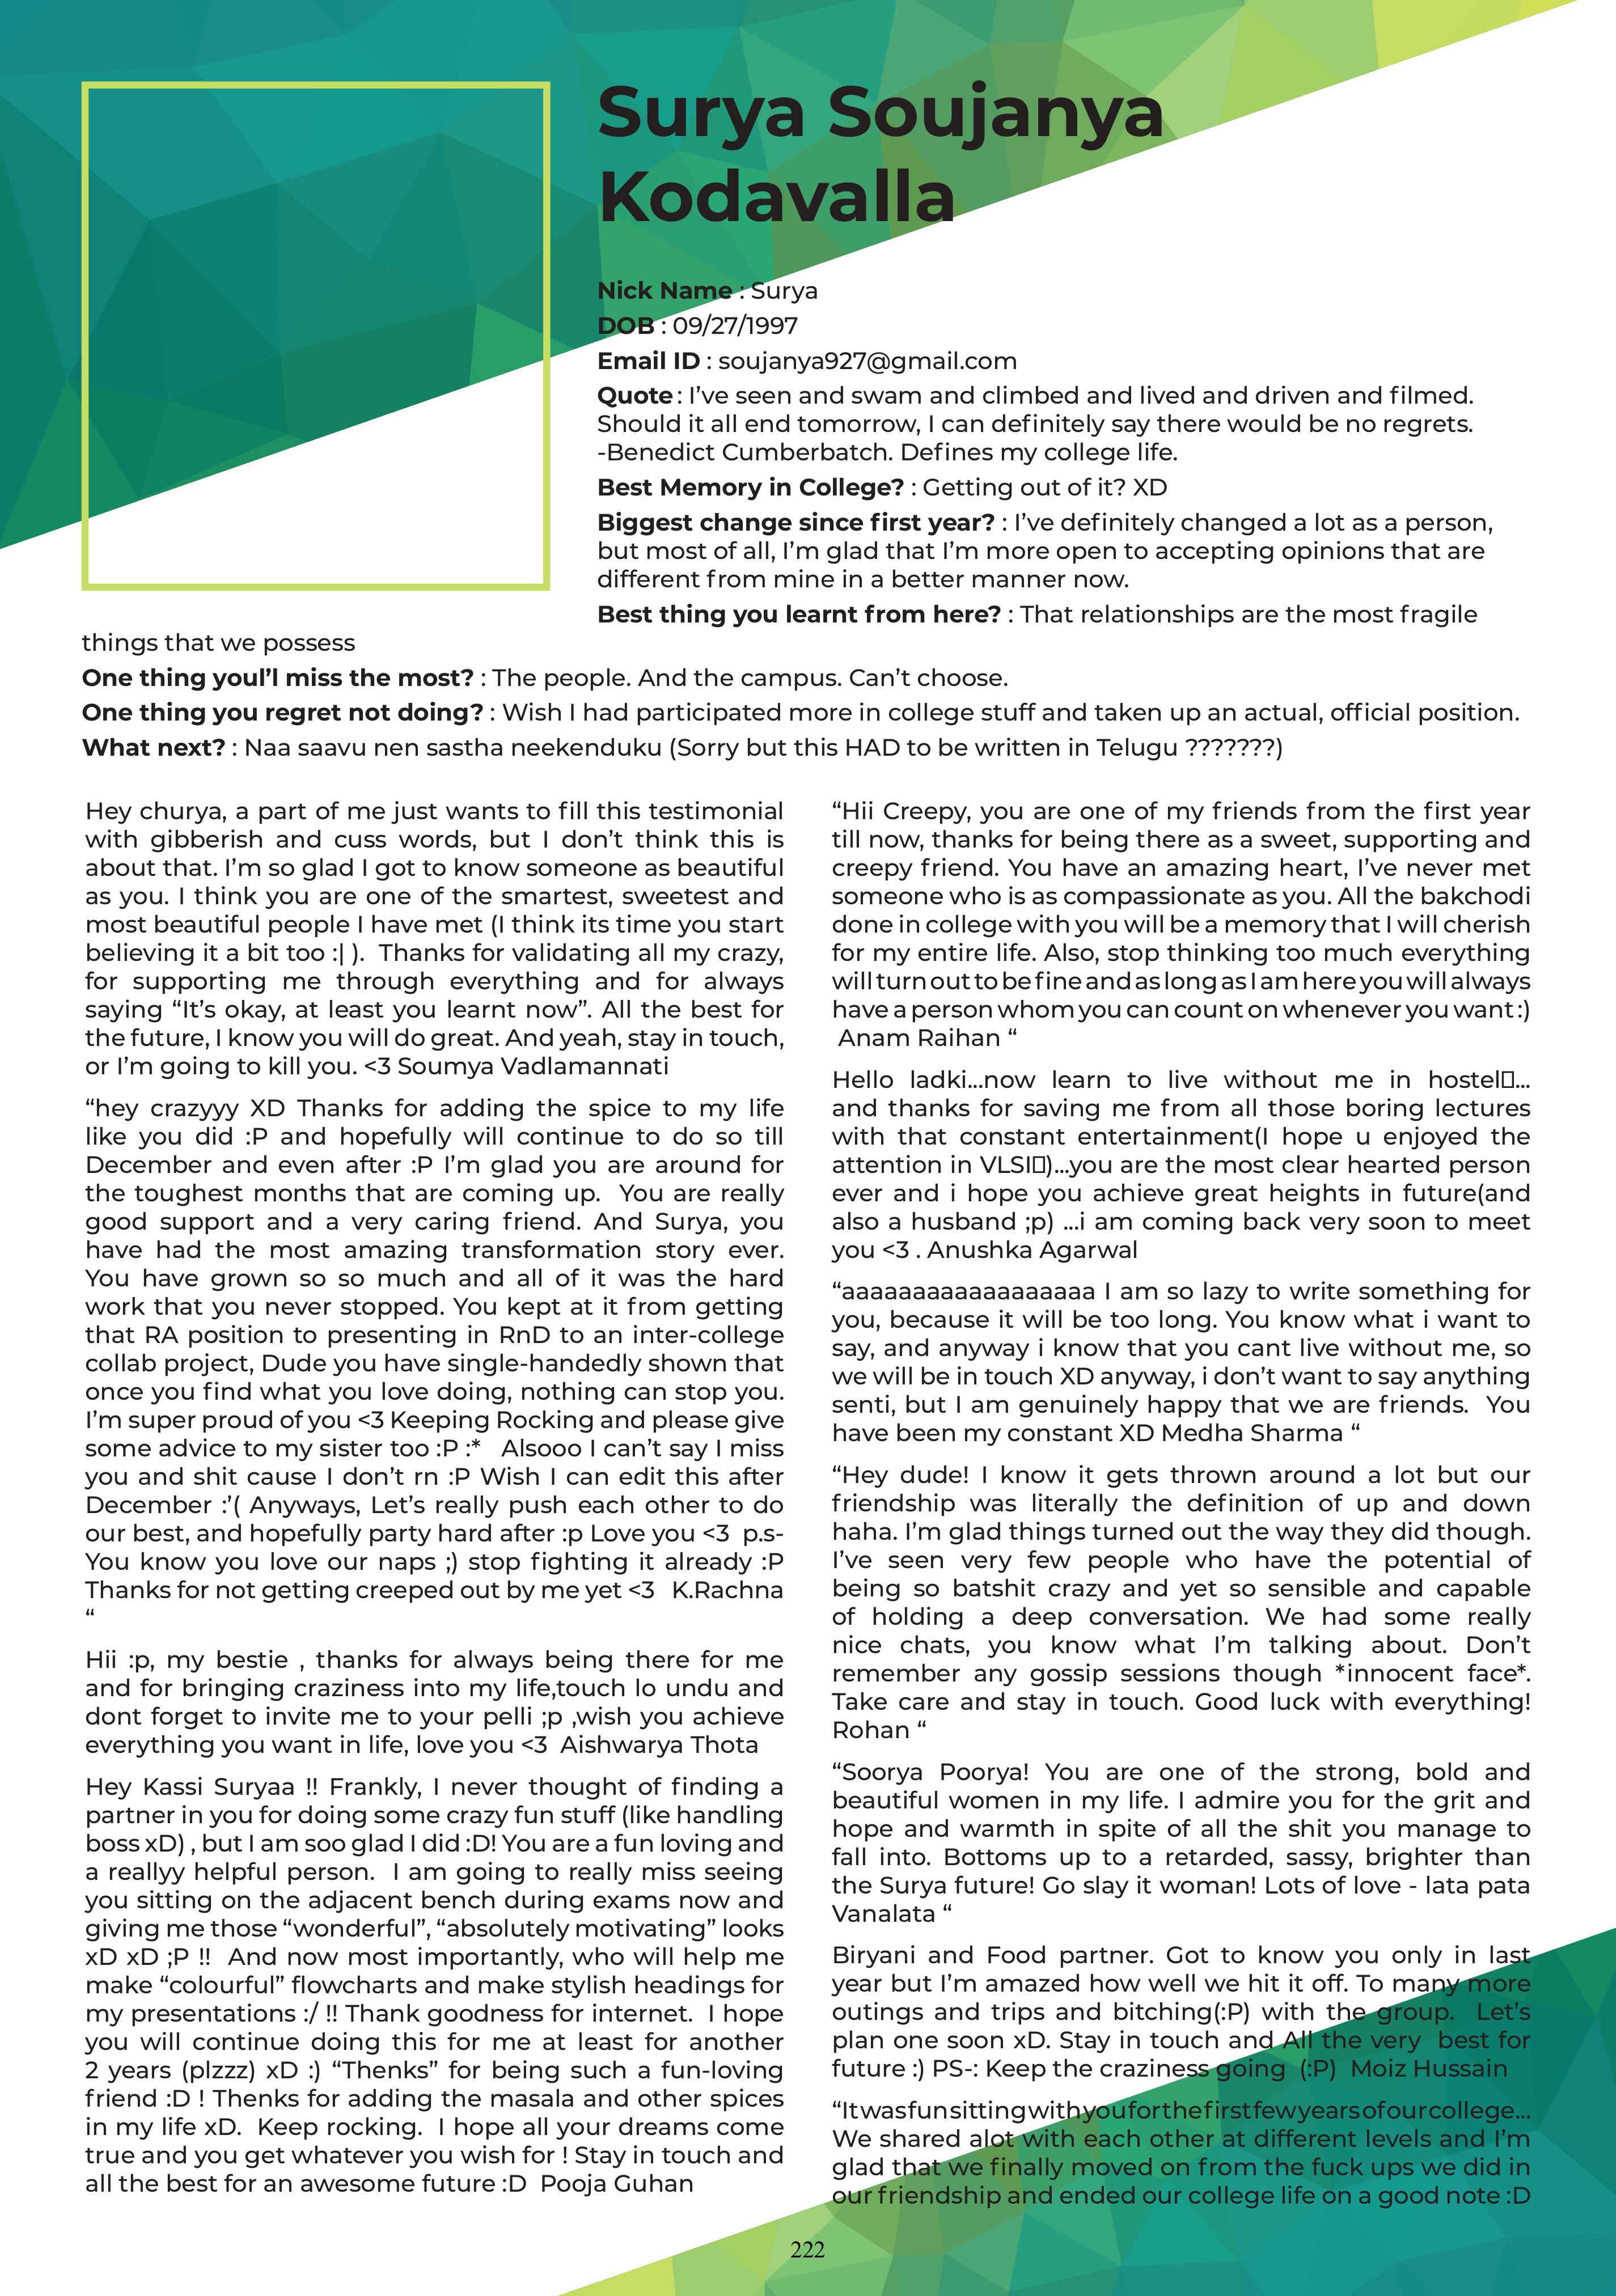 Surya Soujanya
Kodavalla
Nick Name : Surya
DOB : 09/27/1997
Email ID : soujanya927@gmail.com
Quote : I’ve seen and swam and climbed and lived and driven and filmed.
Should it all end tomorrow, I can definitely say there would be no regrets.
-Benedict Cumberbatch. Defines my college life.
Best Memory in College? : Getting out of it? XD
Biggest change since first year? : I’ve definitely changed a lot as a person,
but most of all, I’m glad that I’m more open to accepting opinions that are
different from mine in a better manner now.
Best thing you learnt from here? : That relationships are the most fragile
things that we possess
One thing youl’l miss the most? : The people. And the campus. Can’t choose.
One thing you regret not doing? : Wish I had participated more in college stuff and taken up an actual, official position.
What next? : Naa saavu nen sastha neekenduku (Sorry but this HAD to be written in Telugu ???????)
Hey churya, a part of me just wants to fill this testimonial
with gibberish and cuss words, but I don’t think this is
about that. I’m so glad I got to know someone as beautiful
as you. I think you are one of the smartest, sweetest and
most beautiful people I have met (I think its time you start
believing it a bit too :| ).  Thanks for validating all my crazy,
for supporting me through everything and for always
saying “It’s okay, at least you learnt now”. All the best for
the future, I know you will do great. And yeah, stay in touch,
or I’m going to kill you. <3 Soumya Vadlamannati
“hey crazyyy XD Thanks for adding the spice to my life
like you did :P and hopefully will continue to do so till
December and even after :P I’m glad you are around for
the toughest months that are coming up.  You are really
good support and a very caring friend. And Surya, you
have had the most amazing transformation story ever.
You have grown so so much and all of it was the hard
work that you never stopped. You kept at it from getting
that RA position to presenting in RnD to an inter-college
collab project, Dude you have single-handedly shown that
once you find what you love doing, nothing can stop you.
I’m super proud of you <3 Keeping Rocking and please give
some advice to my sister too :P :*   Alsooo I can’t say I miss
you and shit cause I don’t rn :P Wish I can edit this after
December :’( Anyways, Let’s really push each other to do
our best, and hopefully party hard after :p Love you <3  p.s-
You know you love our naps ;) stop fighting it already :P
Thanks for not getting creeped out by me yet <3   K.Rachna
“
Hii :p, my bestie , thanks for always being there for me
and for bringing craziness into my life,touch lo undu and
dont forget to invite me to your pelli ;p ,wish you achieve
everything you want in life, love you <3  Aishwarya Thota
Hey Kassi Suryaa !! Frankly, I never thought of finding a
partner in you for doing some crazy fun stuff (like handling
boss xD) , but I am soo glad I did :D! You are a fun loving and
a reallyy helpful person.  I am going to really miss seeing
you sitting on the adjacent bench during exams now and
giving me those “wonderful”, “absolutely motivating” looks
xD xD ;P !!  And now most importantly, who will help me
make “colourful” flowcharts and make stylish headings for
my presentations :/ !! Thank goodness for internet.  I hope
you will continue doing this for me at least for another
2 years (plzzz) xD :) “Thenks” for being such a fun-loving
friend :D ! Thenks for adding the masala and other spices
in my life xD.  Keep rocking.  I hope all your dreams come
true and you get whatever you wish for ! Stay in touch and
all the best for an awesome future :D  Pooja Guhan
“Hii Creepy, you are one of my friends from the first year
till now, thanks for being there as a sweet, supporting and
creepy friend. You have an amazing heart, I’ve never met
someone who is as compassionate as you. All the bakchodi
done in college with you will be a memory that I will cherish
for my entire life. Also, stop thinking too much everything
will turn out to be fine and as long as I am here you will always
have a person whom you can count on whenever you want :)
Anam Raihan “
Hello ladki...now learn to live without me in hostel▯...
and thanks for saving me from all those boring lectures
with that constant entertainment(I hope u enjoyed the
attention in VLSI▯)...you are the most clear hearted person
ever and i hope you achieve great heights in future(and
also a husband ;p) ...i am coming back very soon to meet
you <3 . Anushka Agarwal
“aaaaaaaaaaaaaaaaaa I am so lazy to write something for
you, because it will be too long. You know what i want to
say, and anyway i know that you cant live without me, so
we will be in touch XD anyway, i don’t want to say anything
senti, but I am genuinely happy that we are friends.  You
have been my constant XD Medha Sharma “
“Hey dude! I know it gets thrown around a lot but our
friendship was literally the definition of up and down
haha. I’m glad things turned out the way they did though.
I’ve seen very few people who have the potential of
being so batshit crazy and yet so sensible and capable
of holding a deep conversation. We had some really
nice chats, you know what I’m talking about. Don’t
remember any gossip sessions though *innocent face*.
Take care and stay in touch. Good luck with everything!
Rohan “
“Soorya Poorya! You are one of the strong, bold and
beautiful women in my life. I admire you for the grit and
hope and warmth in spite of all the shit you manage to
fall into. Bottoms up to a retarded, sassy, brighter than
the Surya future! Go slay it woman! Lots of love - lata pata
Vanalata “
Biryani and Food partner. Got to know you only in last
year but I’m amazed how well we hit it off. To many more
outings and trips and bitching(:P) with the group.  Let’s
plan one soon xD. Stay in touch and All the very  best for
future :) PS-: Keep the craziness going  (:P)  Moiz Hussain
“It was fun sitting with you for the first few years of our college...
We shared alot with each other at different levels and I’m
glad that we finally moved on from the fuck ups we did in
our friendship and ended our college life on a good note :D
222